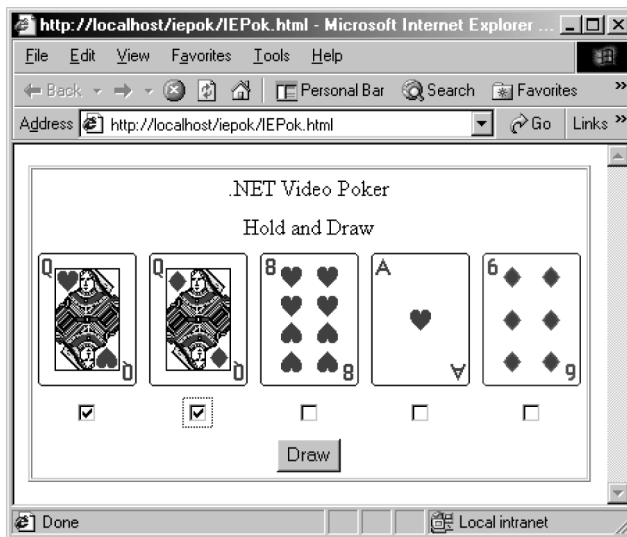 http://localhost/iepok/IEPok.html - Microsoft Internet Explorer ...
File Edit View Favorites Tools Help
Back Personal Bar Search Favorites »
Address http://localhost/iepok/IEPok.html Go Links »
.NET Video Poker
Hold and Draw
Q Q 8 A 6
Q Q 8 A 6
Draw
Done Local intranet